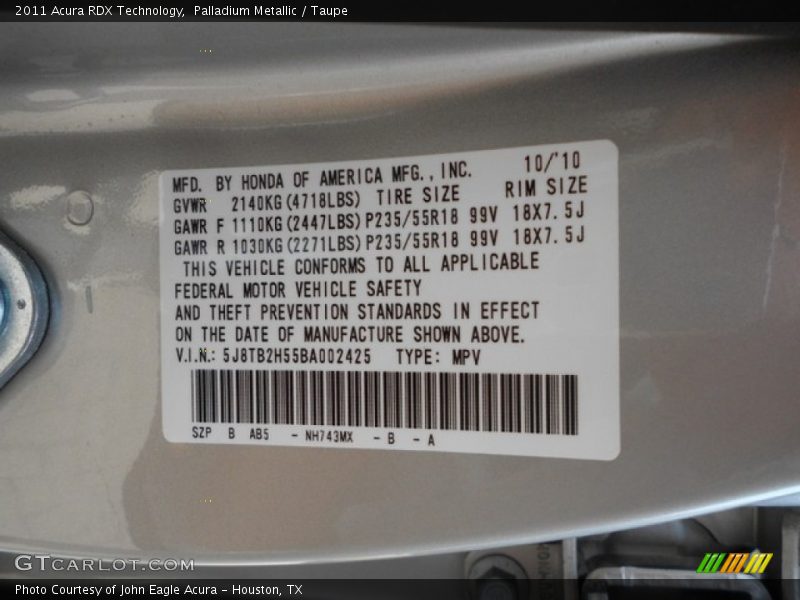 2011 Acura RDX Technology, Palladium Metallic / Taupe
MFD. BY HONDA OF AMERICA MFG., INC. 10/'10
GVWR 2140KG(4718LBS) TIRE SIZE RIM SIZE
GAWR F 1110KG(2447LBS) P235/55R18 99V 18X7.5J
GAWR R 1030KG(2271LBS) P235/55R18 99V 18X7.5J
THIS VEHICLE CONFORMS TO ALL APPLICABLE
FEDERAL MOTOR VEHICLE SAFETY
AND THEFT PREVENTION STANDARDS IN EFFECT
ON THE DATE OF MANUFACTURE SHOWN ABOVE.
V.I.N.: 5J8TB2H55BA002425 TYPE: MPV
SZP B AB5 - NH743MX - B - A
GTCARLOT.COM
Photo Courtesy of John Eagle Acura - Houston, TX